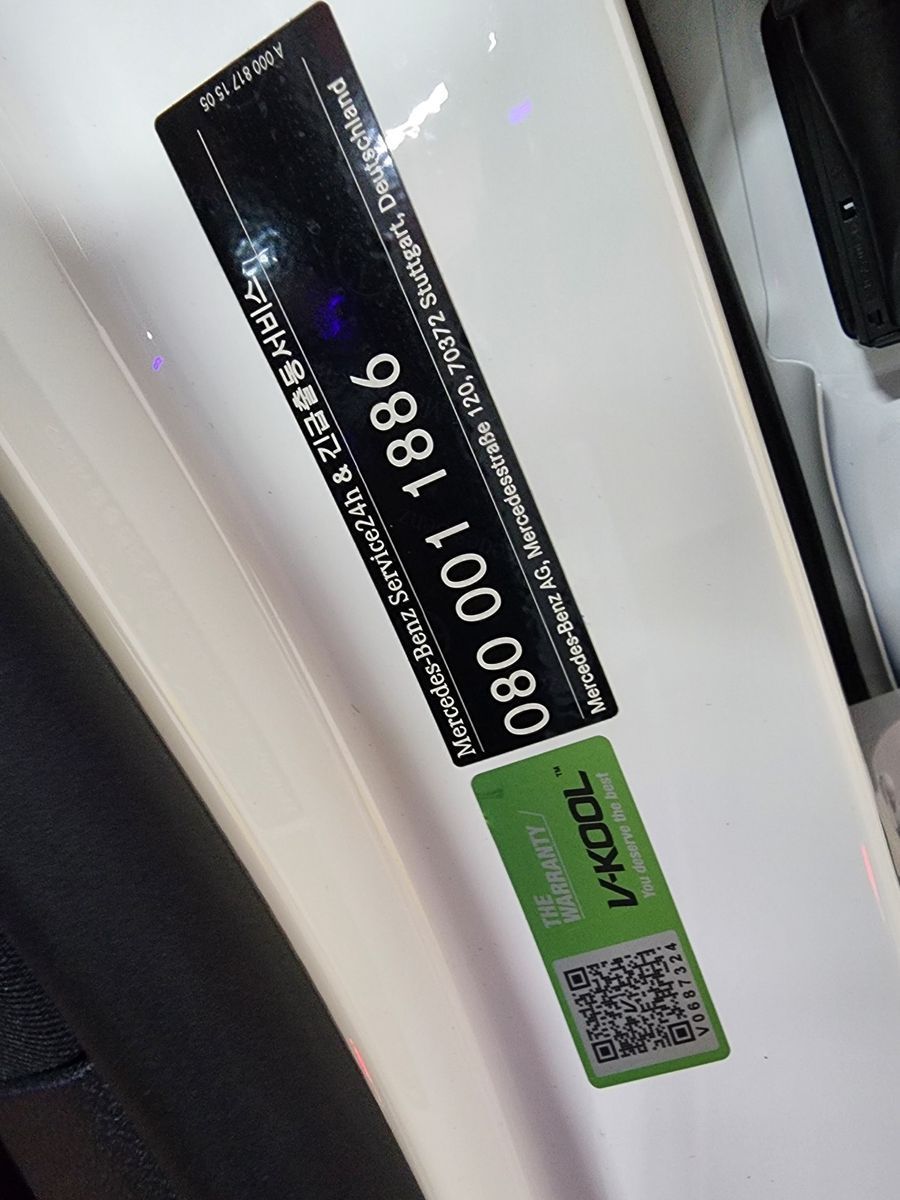 A 000 817 15 05
Mercedes-Benz Service24h & 긴급출동서비스
080 001 1886
Mercedes-Benz AG, Mercedesstraße 120, 70372 Stuttgart, Deutschland
THE
WARRANTY
V-KOOL™
You deserve the best
V0687324